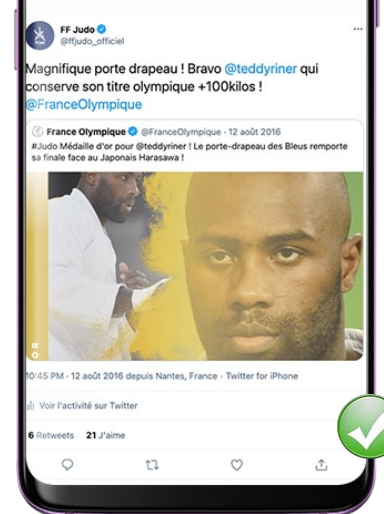 FF Judo
@ffjudo_officiel
Magnifique porte drapeau ! Bravo @teddyriner qui
conserve son titre olympique +100kilos !
@FranceOlympique
France Olympique @FranceOlympique · 12 août 2016
#Judo Médaille d'or pour @teddyriner ! Le porte-drapeau des Bleus remporte
sa finale face au Japonais Harasawa !
10:45 PM · 12 août 2016 depuis Nantes, France · Twitter for iPhone
Voir l'activité sur Twitter
6 Retweets 21 J'aime